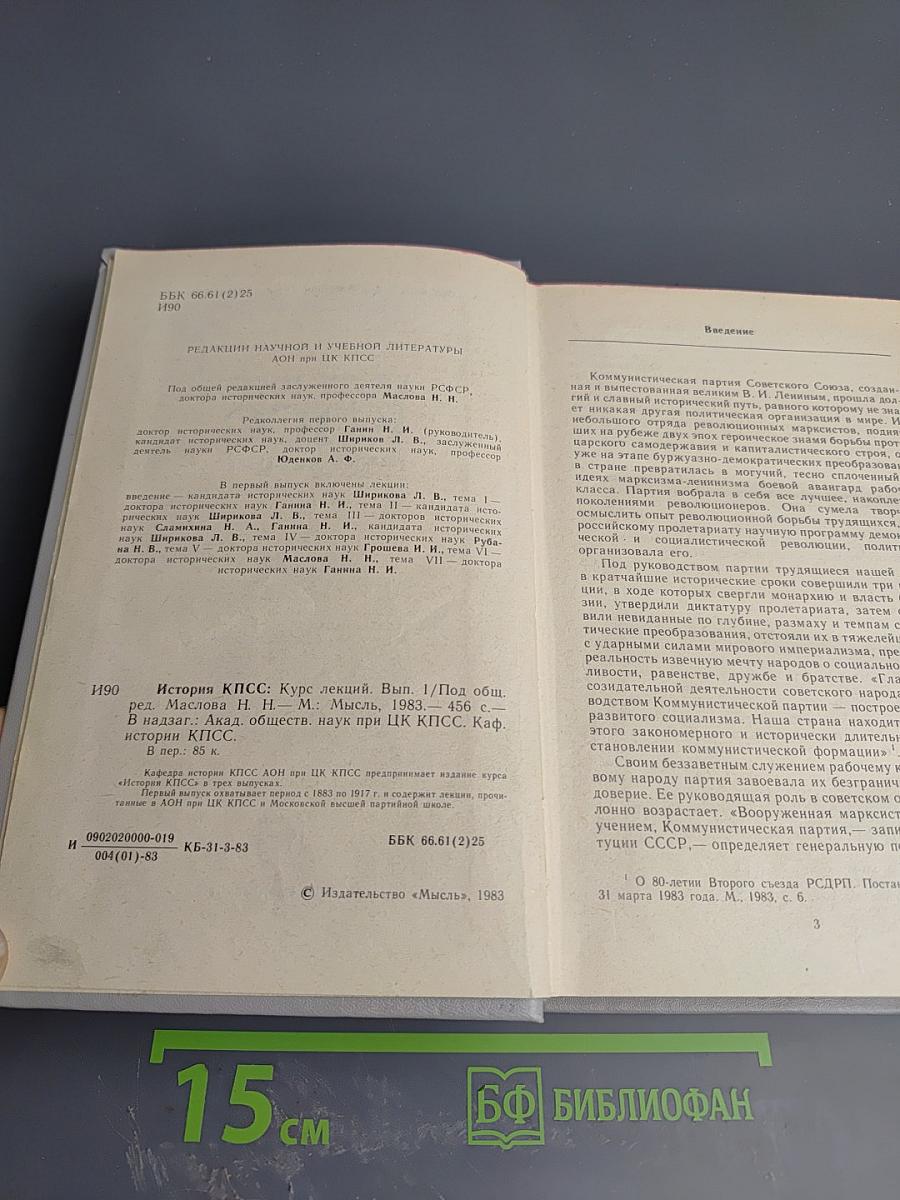 ББК 66.61(2)25
И90
РЕДАКЦИИ НАУЧНОЙ И УЧЕБНОЙ ЛИТЕРАТУРЫ
АОН при ЦК КПСС
Под общей редакцией заслуженного деятеля науки РСФСР,
доктора исторических наук, профессора Маслова Н. Н.
Редколлегия первого выпуска:
доктор исторических наук, профессор Ганин Н. И. (руководитель),
кандидат исторических наук, доцент Шириков Л. В., заслуженный
деятель науки РСФСР, доктор исторических наук, профессор
Юденков А. Ф.
В первый выпуск включены лекции:
введение — кандидата исторических наук Ширикова Л. В., тема I —
доктора исторических наук Ганина Н. И., тема II — кандидата исто-
рических наук Ширикова Л. В., тема III — докторов исторических
наук Сламихина Н. А., Ганина Н. И., кандидата исторических
наук Ширикова Л. В., тема IV — доктора исторических наук Руба-
на Н. В., тема V — доктора исторических наук Грошева И. И., тема VI —
доктора исторических наук Маслова Н. Н., тема VII — доктора
исторических наук Ганина Н. И.
И90 История КПСС: Курс лекций. Вып. 1/Под общ.
ред. Маслова Н. Н.— М.: Мысль, 1983.— 456 с.—
В надзаг.: Акад. обществ. наук при ЦК КПСС. Каф.
истории КПСС.
В пер.: 85 к.
Кафедра истории КПСС АОН при ЦК КПСС предпринимает издание курса
«История КПСС» в трех выпусках.
Первый выпуск охватывает период с 1883 по 1917 г. и содержит лекции, прочи-
танные в АОН при ЦК КПСС и Московской высшей партийной школе.
И 0902020000-019
004(01)-83 КБ-31-3-83
ББК 66.61(2)25
© Издательство «Мысль», 1983
Введение
Коммунистическая партия Советского Союза, создан-
ная и выпестованная великим В. И. Лениным, прошла дол-
гий и славный исторический путь, равного которому не зна-
ет никакая другая политическая организация в мире. И
небольшого отряда революционных марксистов, подня
ших на рубеже двух эпох героическое знамя борьбы прот
царского самодержавия и капиталистического строя, о
уже на этапе буржуазно-демократических преобразован
в стране превратилась в могучий, тесно сплоченный
идеях марксизма-ленинизма боевой авангард рабоч
класса. Партия вобрала в себя все лучшее, накопле
поколениями революционеров. Она сумела творч
осмыслить опыт революционной борьбы трудящихся,
российскому пролетариату научную программу демок
ческой и социалистической революции, полити
организовала его.
Под руководством партии трудящиеся нашей
в кратчайшие исторические сроки совершили три
ции, в ходе которых свергли монархию и власть б
зии, утвердили диктатуру пролетариата, затем о
вили невиданные по глубине, размаху и темпам с
тические преобразования, отстояли их в тяжелей
с ударными силами мирового империализма, пре
реальность извечную мечту народов о социально
ливости, равенстве, дружбе и братстве. «Гла
созидательной деятельности советского народа
водством Коммунистической партии — построе
развитого социализма. Наша страна находит
этого закономерного и исторически длительн
становлении коммунистической формации» 1.
Своим беззаветным служением рабочему к
вому народу партия завоевала их безгранич
доверие. Ее руководящая роль в советском о
лонно возрастает. «Вооруженная марксист
учением, Коммунистическая партия,— запи
туции СССР,— определяет генеральную пе
1 О 80-летии Второго съезда РСДРП. Поста
31 марта 1983 года. М., 1983, с. 6.
3
15 см
БФ БИБЛИОФАН